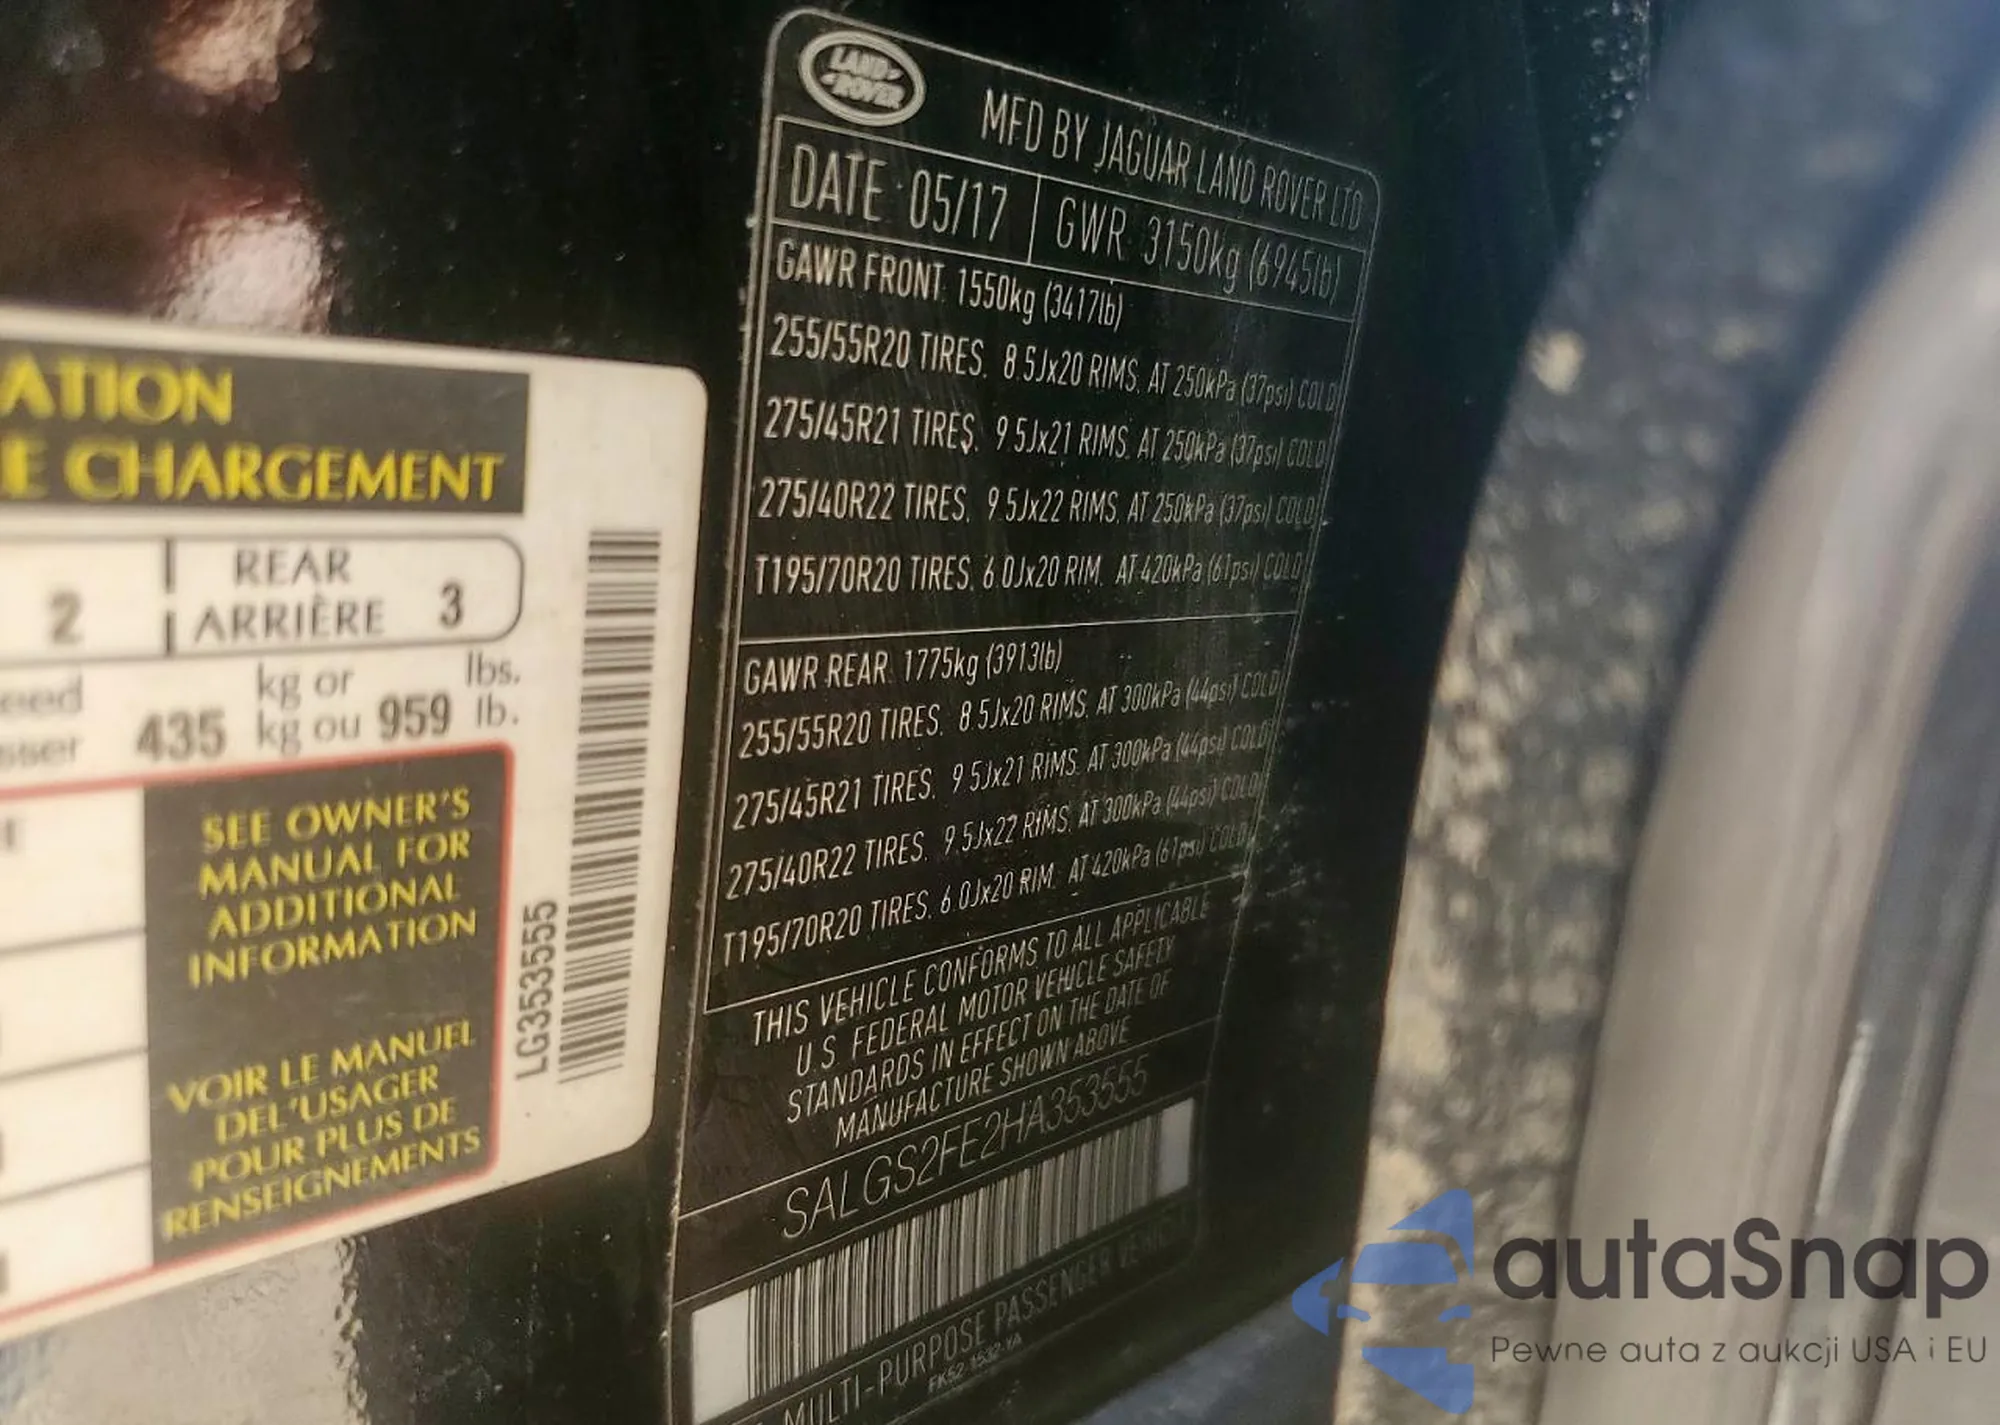 ATION
E CHARGEMENT
2
REAR
ARRIÈRE
3
kg or
lbs.
435
kg ou
959
lb.
SEE OWNER'S
MANUAL FOR
ADDITIONAL
INFORMATION
VOIR LE MANUEL
DEL'USAGER
POUR PLUS DE
RENSEIGNEMENTS
LG353555
LAND
ROVER
MFD BY JAGUAR LAND ROVER LTD
DATE 05/17
GWR 3150kg (6945lb)
GAWR FRONT 1550kg (3417lb)
255/55R20 TIRES, 8.5Jx20 RIMS, AT 250kPa (37psi) COLD
275/45R21 TIRES, 9.5Jx21 RIMS, AT 250kPa (37psi) COLD
275/40R22 TIRES, 9.5Jx22 RIMS, AT 250kPa (37psi) COLD
T195/70R20 TIRES, 6.0Jx20 RIM, AT 420kPa (61psi) COLD
GAWR REAR 1775kg (3913lb)
255/55R20 TIRES, 8.5Jx20 RIMS, AT 300kPa (44psi) COLD
275/45R21 TIRES, 9.5Jx21 RIMS, AT 300kPa (44psi) COLD
275/40R22 TIRES, 9.5Jx22 RIMS, AT 300kPa (44psi) COLD
T195/70R20 TIRES, 6.0Jx20 RIM, AT 420kPa (61psi) COLD
THIS VEHICLE CONFORMS TO ALL APPLICABLE
U.S FEDERAL MOTOR VEHICLE SAFETY
STANDARDS IN EFFECT ON THE DATE OF
MANUFACTURE SHOWN ABOVE
SALGS2FE2HA353555
MULTI-PURPOSE PASSENGER VEHICLE
FK52-1532-YA
autaSnap
Pewne auta z aukcji USA i EU